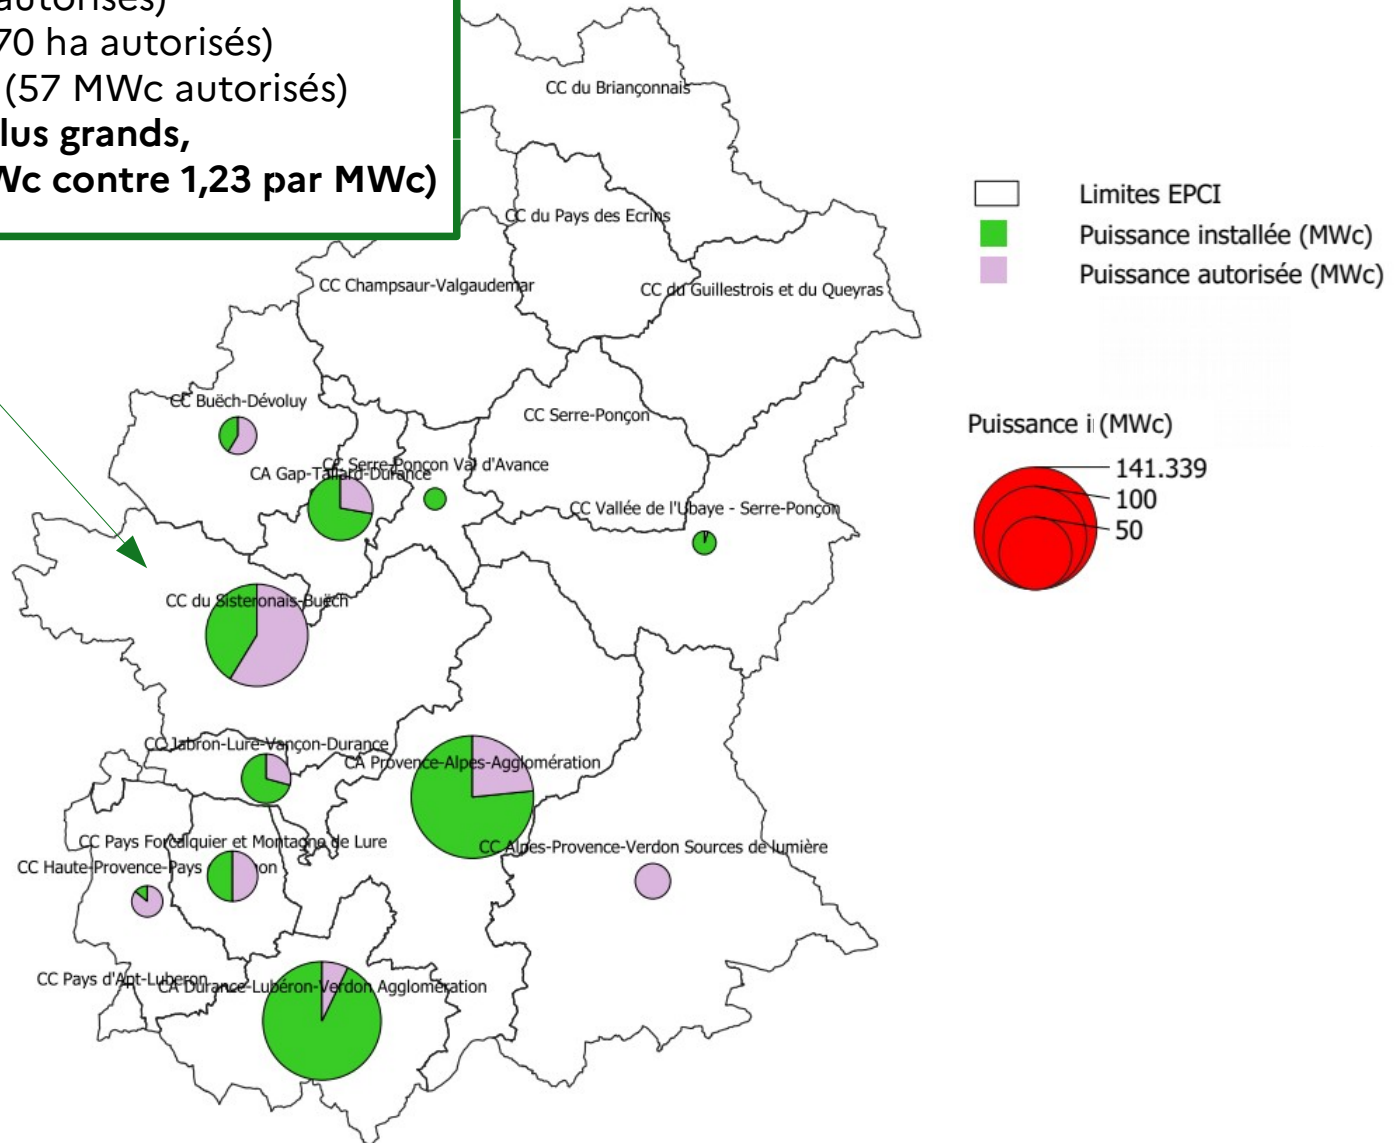 autorisés)
70 ha autorisés)
(57 MWc autorisés)
lus grands,
Wc contre 1,23 par MWc)
CC du Briançonnais
CC du Pays des Ecrins
CC Champsaur-Valgaudemar
CC du Guillestrois et du Queyras
Limites EPCI
Puissance installée (MWc)
Puissance autorisée (MWc)
CC Buëch-Dévoluy
CC Serre-Ponçon
CC Serre-Ponçon Val d'Avance
CA Gap-Tallard-Durance
CC Vallée de l'Ubaye - Serre-Ponçon
Puissance i (MWc)
141.339
100
50
CC du Sisteronais-Buëch
CC Jabron-Lure-Vançon-Durance
CA Provence-Alpes-Agglomération
CC Pays Forcalquier et Montagne de Lure
CC Alpes-Provence-Verdon Sources de lumière
CC Haute-Provence-Pays non
CC Pays d'Apt-Luberon
CA Durance-Lubéron-Verdon Agglomération